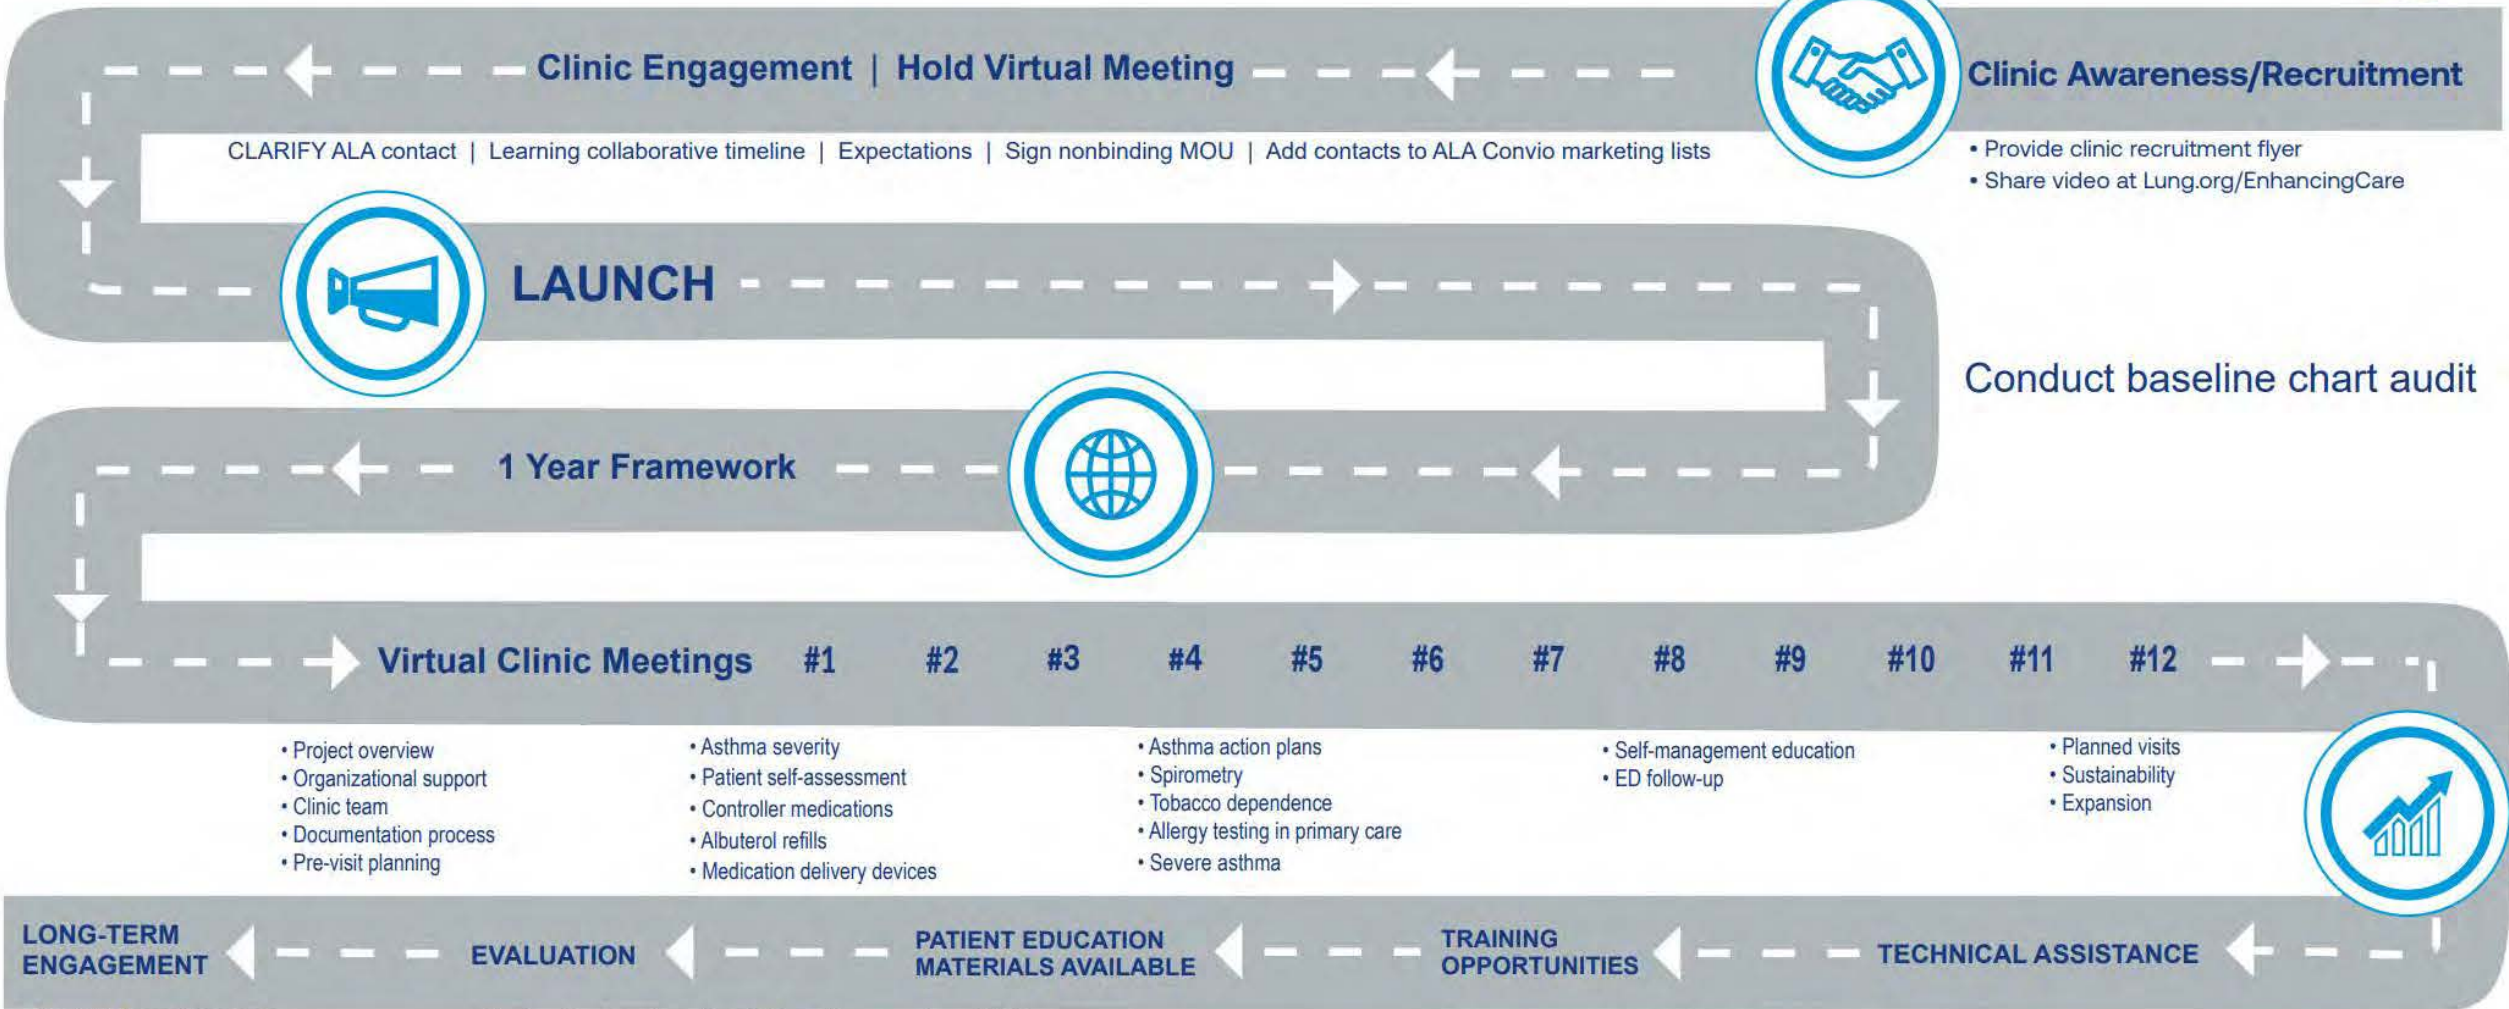 Clinic Awareness/Recruitment
• Provide clinic recruitment flyer
• Share video at Lung.org/EnhancingCare
Clinic Engagement | Hold Virtual Meeting
CLARIFY ALA contact | Learning collaborative timeline | Expectations | Sign nonbinding MOU | Add contacts to ALA Convio marketing lists
LAUNCH
Conduct baseline chart audit
1 Year Framework
Virtual Clinic Meetings #1 #2 #3 #4 #5 #6 #7 #8 #9 #10 #11 #12
• Project overview
• Organizational support
• Clinic team
• Documentation process
• Pre-visit planning
• Asthma severity
• Patient self-assessment
• Controller medications
• Albuterol refills
• Medication delivery devices
• Asthma action plans
• Spirometry
• Tobacco dependence
• Allergy testing in primary care
• Severe asthma
• Self-management education
• ED follow-up
• Planned visits
• Sustainability
• Expansion
TECHNICAL ASSISTANCE
TRAINING
OPPORTUNITIES
PATIENT EDUCATION
MATERIALS AVAILABLE
EVALUATION
LONG-TERM
ENGAGEMENT